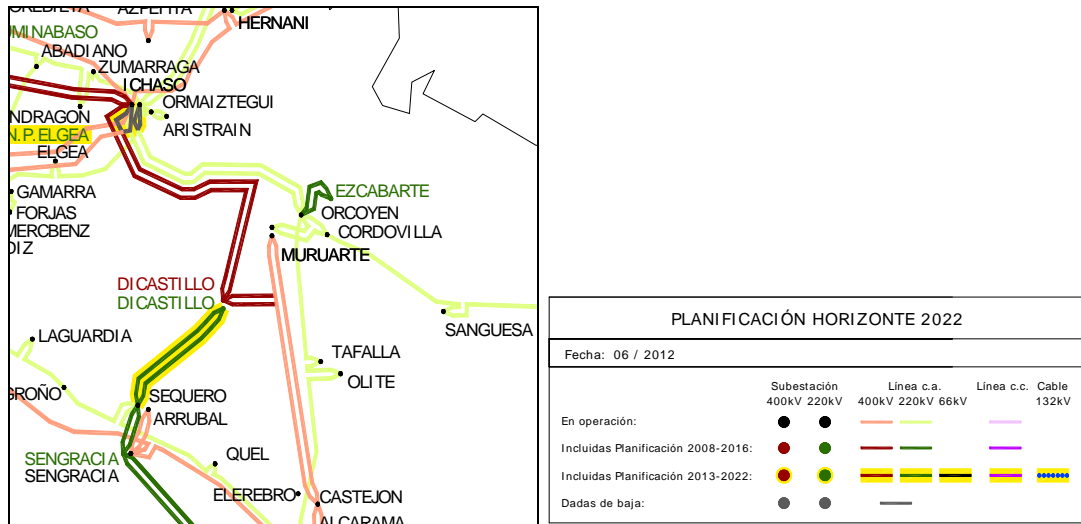 AZPEITIA
HERNANI
UMINABASO
ABADIANO
ZUMARRAGA
ICHASO
ORMAIZTEGUI
NDRAGON
ARISTRAIN
N.P.ELGEA
ELGEA
GAMARRA
EZCABARTE
FORJAS
ORCOYEN
MERCBENZ
CORDOVILLA
DIZ
MURUARTE
DICASTILLO
DICASTILLO
SANGUESA
LAGUARDIA
TAFALLA
OLITE
GROÑO
SEQUERO
ARRUBAL
SENGRACIA
SENGRACIA
QUEL
ELEREBRO
CASTEJON
ALCARAMA
PLANIFICACIÓN HORIZONTE 2022
Fecha: 06 / 2012
Subestación Línea c.a. Línea c.c. Cable
400kV 220kV 400kV 220kV 66kV 132kV
En operación:
Incluidas Planificación 2008-2016:
Incluidas Planificación 2013-2022:
Dadas de baja: